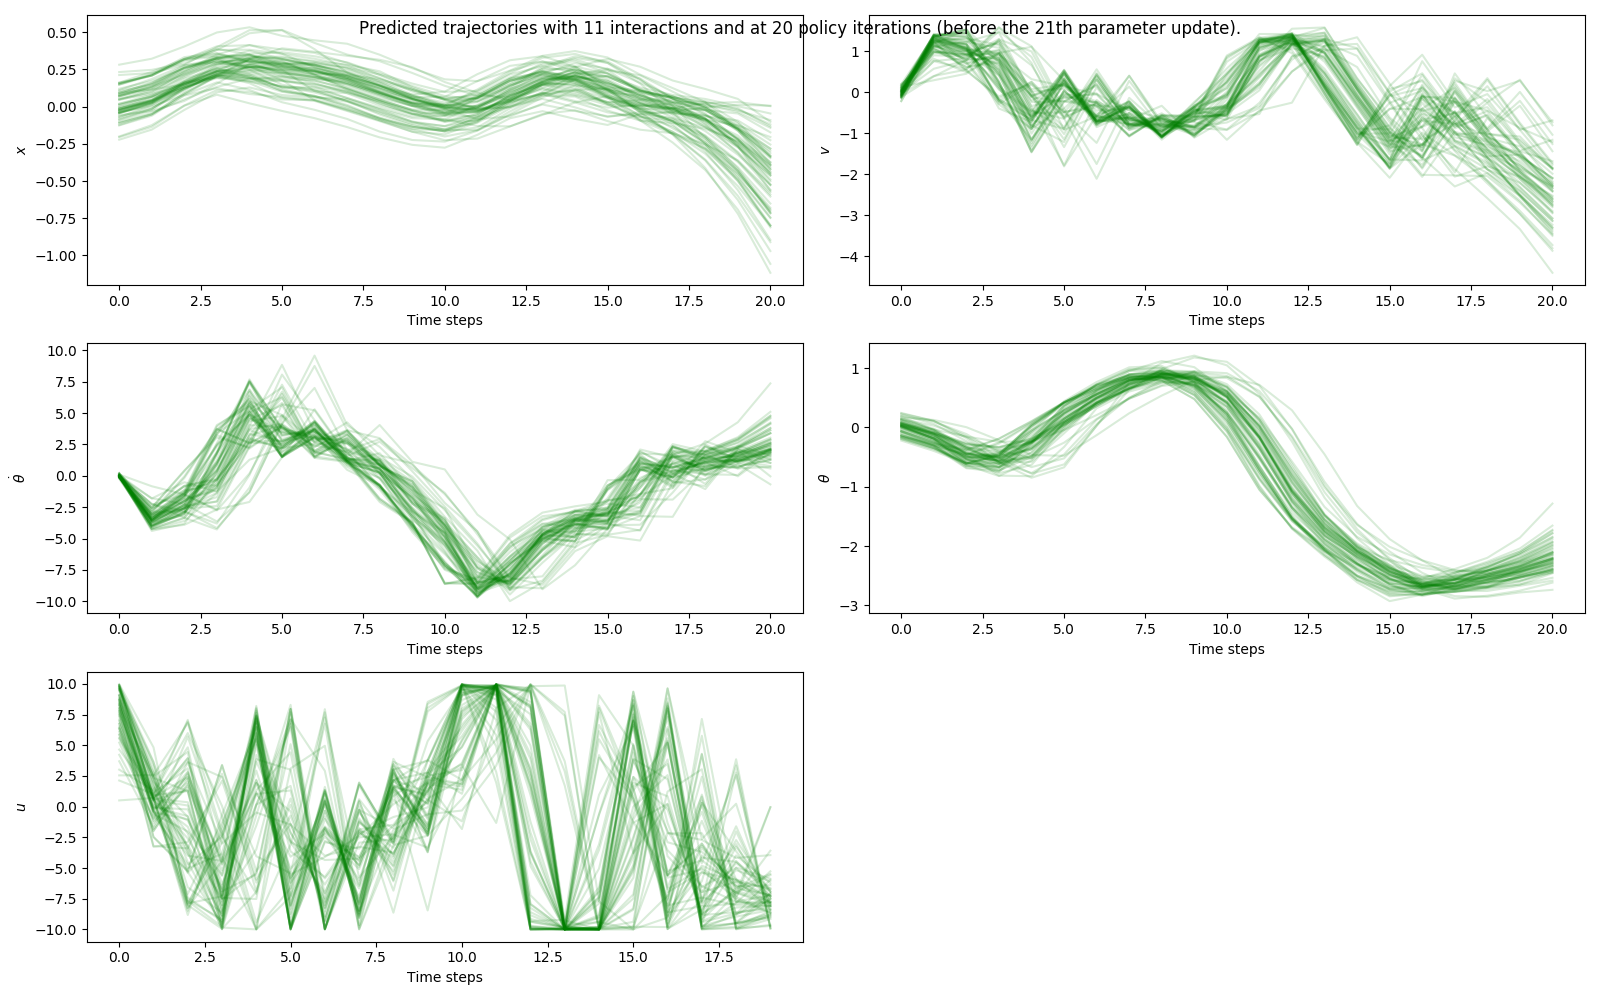 Predicted trajectories with 11 interactions and at 20 policy iterations (before the 21th parameter update).
0.50
0.25
0.00
−0.25
−0.50
−0.75
−1.00
x
0.0 2.5 5.0 7.5 10.0 12.5 15.0 17.5 20.0
Time steps
1
0
−1
−2
−3
−4
v
0.0 2.5 5.0 7.5 10.0 12.5 15.0 17.5 20.0
Time steps
10.0
7.5
5.0
2.5
0.0
−2.5
−5.0
−7.5
−10.0
θ̇
0.0 2.5 5.0 7.5 10.0 12.5 15.0 17.5 20.0
Time steps
1
0
−1
−2
−3
θ
0.0 2.5 5.0 7.5 10.0 12.5 15.0 17.5 20.0
Time steps
10.0
7.5
5.0
2.5
0.0
−2.5
−5.0
−7.5
−10.0
u
0.0 2.5 5.0 7.5 10.0 12.5 15.0 17.5
Time steps